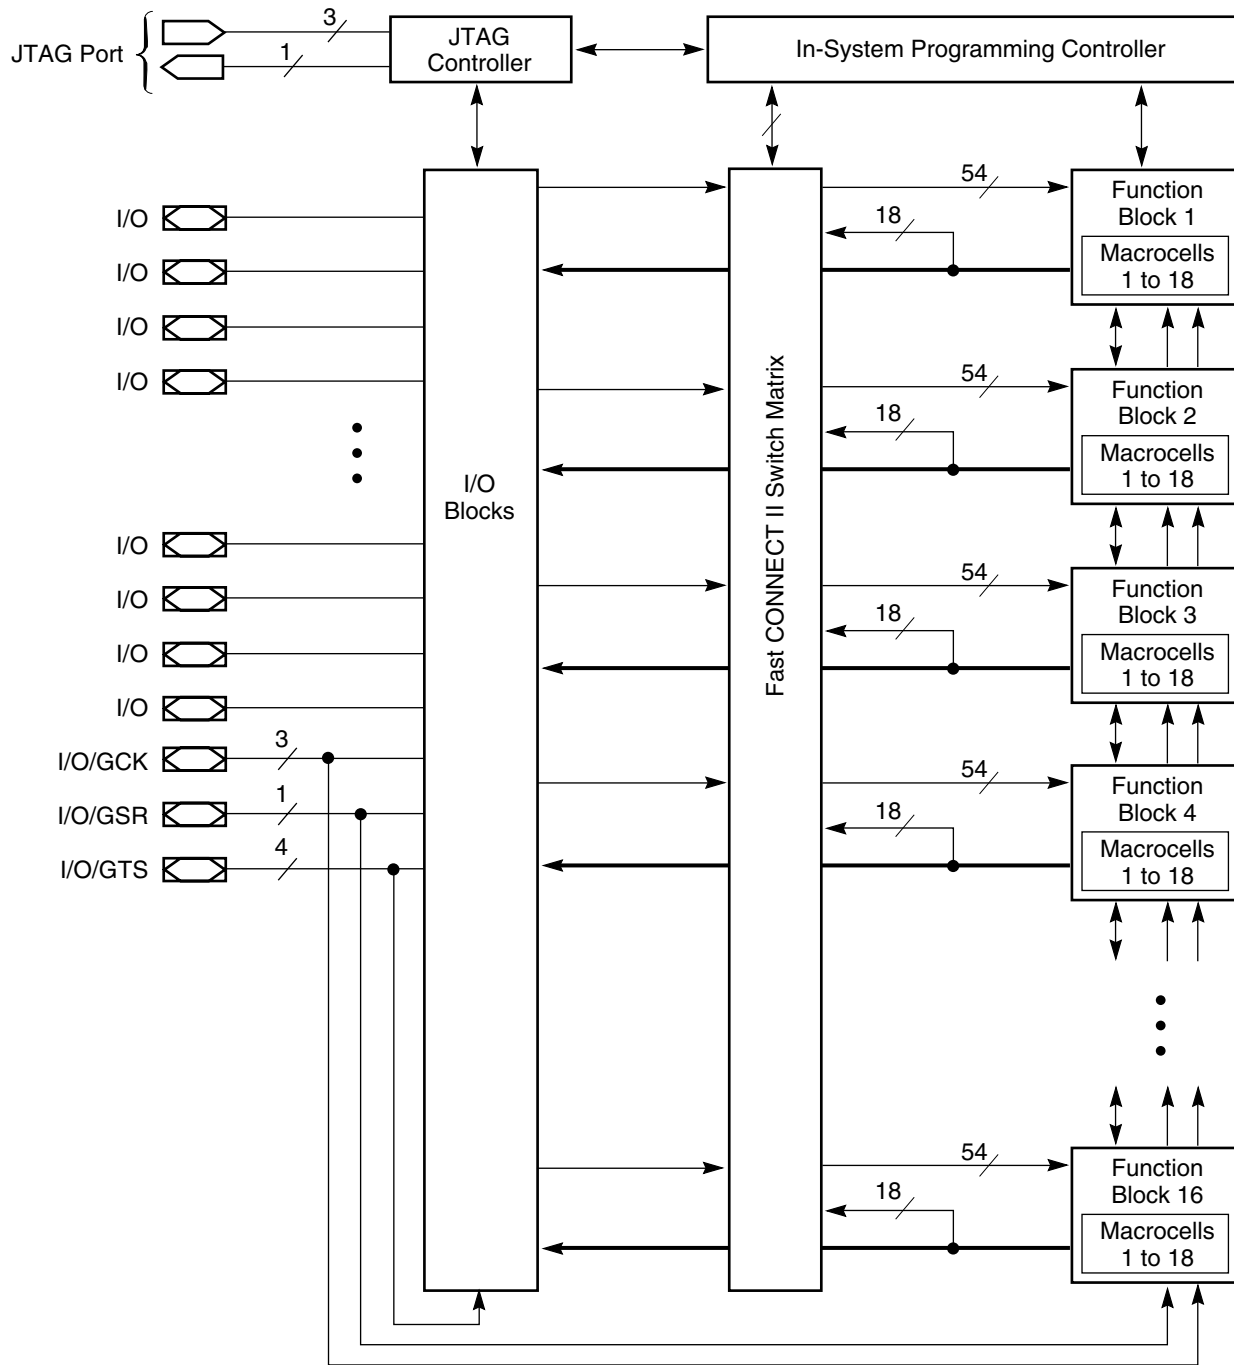 JTAG Port
3
1
JTAG
Controller
In-System Programming Controller
I/O
I/O
I/O
I/O
I/O
I/O
I/O
I/O
I/O/GCK
3
I/O/GSR
1
I/O/GTS
4
I/O
Blocks
Fast CONNECT II Switch Matrix
54
18
Function
Block 1
Macrocells
1 to 18
54
18
Function
Block 2
Macrocells
1 to 18
54
18
Function
Block 3
Macrocells
1 to 18
54
18
Function
Block 4
Macrocells
1 to 18
54
18
Function
Block 16
Macrocells
1 to 18